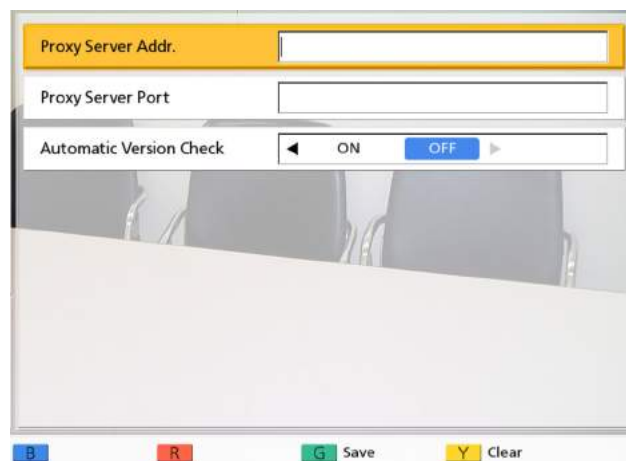 Proxy Server Addr.
Proxy Server Port
Automatic Version Check ON OFF
B R G Save Y Clear